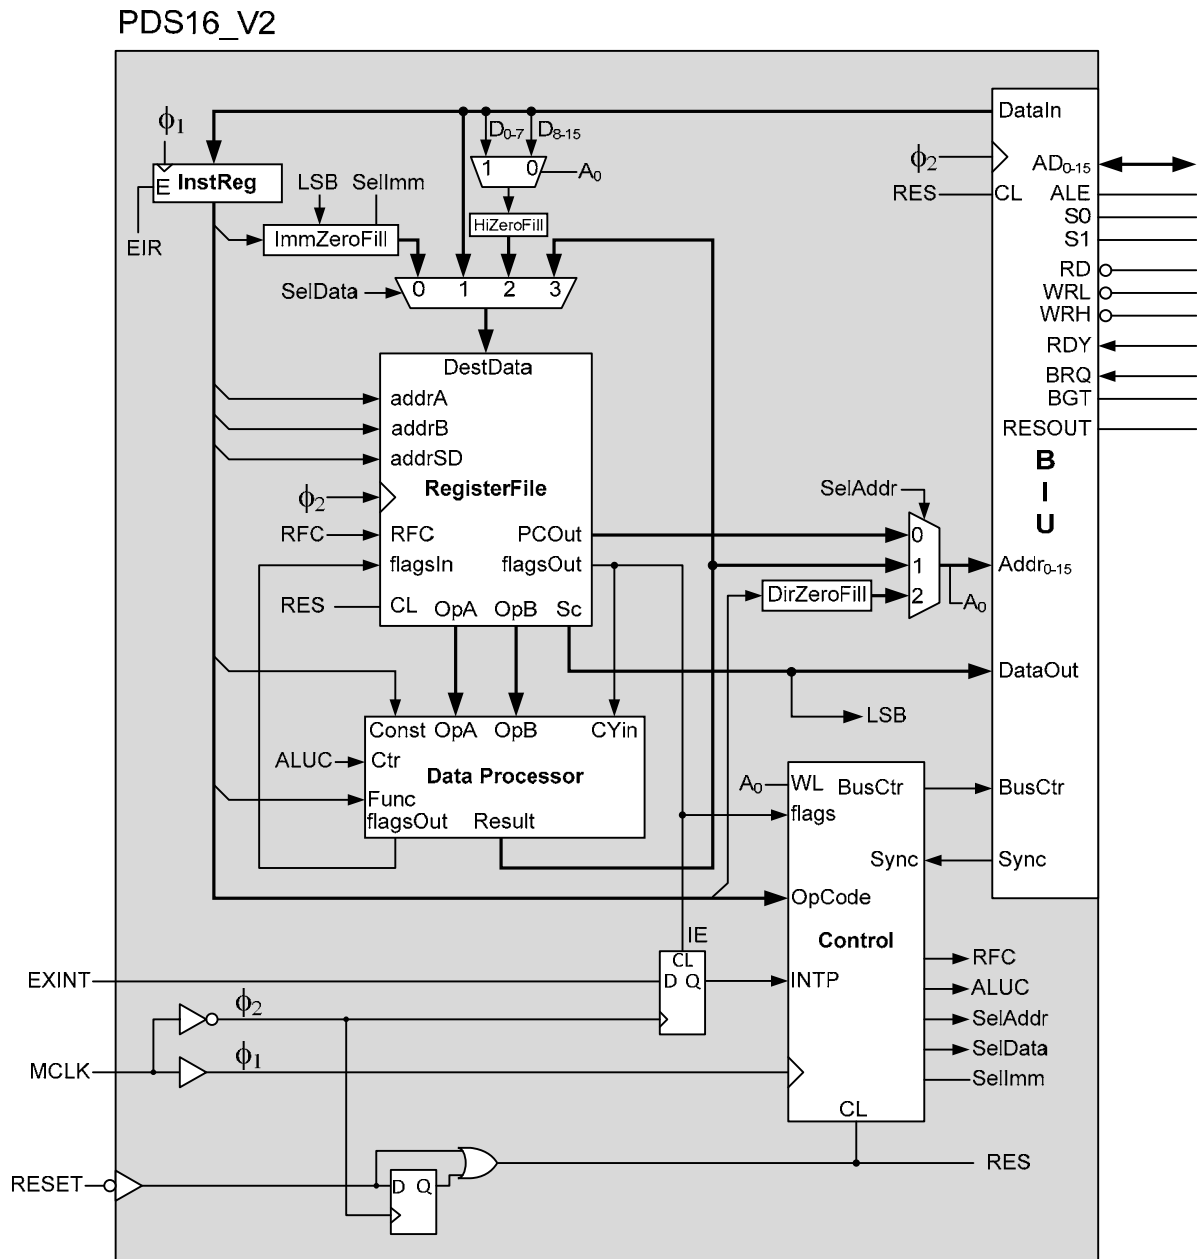 PDS16_V2
ϕ1
D0-7
D8-15
DataIn
1 0
A0
ϕ2
AD0-15
E
InstReg
LSB
SelImm
RES
CL
ALE
S0
HiZeroFill
S1
EIR
ImmZeroFill
RD
SelData
0 1 2 3
WRL
WRH
RDY
DestData
BRQ
addrA
BGT
addrB
RESOUT
addrSD
B
I
U
RegisterFile
SelAddr
ϕ2
RFC
RFC
PCOut
0
flagsIn
flagsOut
1
Addr0-15
DirZeroFill
2
A0
RES
CL
OpA
OpB
Sc
DataOut
LSB
Const
OpA
OpB
CYin
ALUC
Ctr
Data Processor
A0
WL
BusCtr
BusCtr
Func
flags
flagsOut
Result
Sync
Sync
OpCode
IE
Control
CL
RFC
EXINT
D Q
INTP
ALUC
ϕ2
SelAddr
SelData
MCLK
ϕ1
SelImm
CL
RES
RESET
D Q